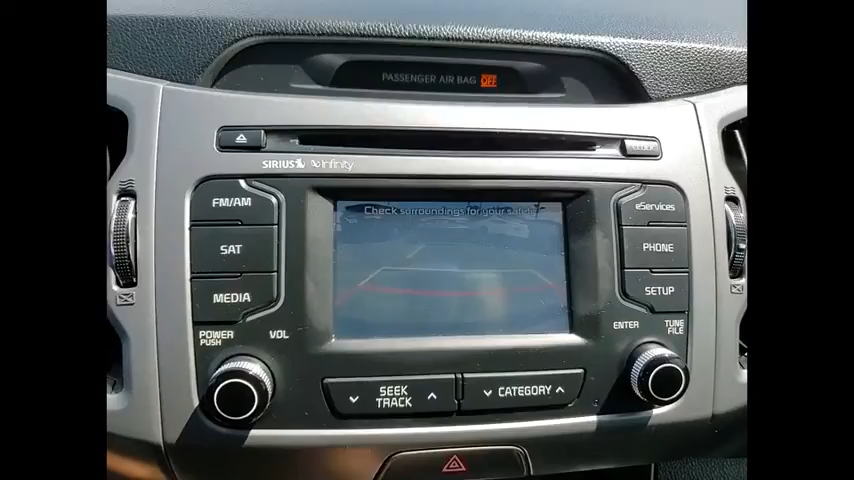 PASSENGER AIR BAG OFF
CLOCK
SIRIUS Infinity
FM/AM
SAT
MEDIA
POWER
PUSH
VOL
Check surroundings for your safety
eServices
PHONE
SETUP
ENTER
TUNE
FILE
SEEK
TRACK
CATEGORY